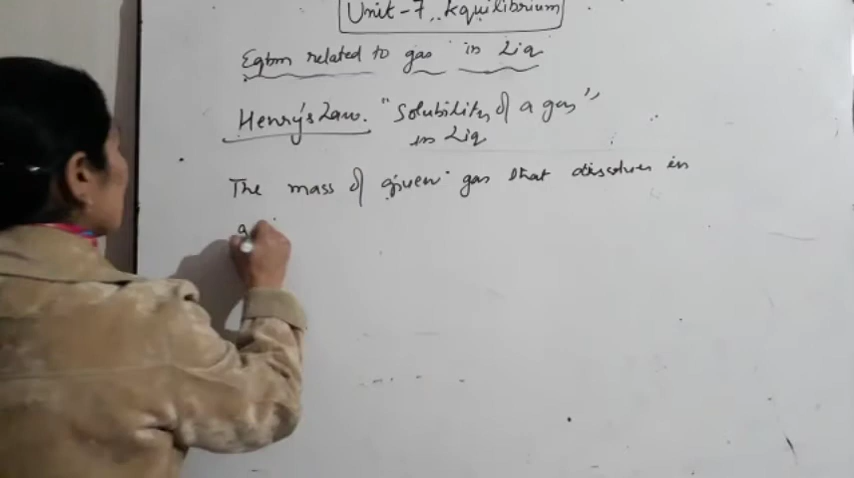 Unit-7, Equilibrium
Eqbm related to gas in Liq
Henry's Law. "Solubility of a gas"
in Liq
The mass of given gas that dissolves in
a